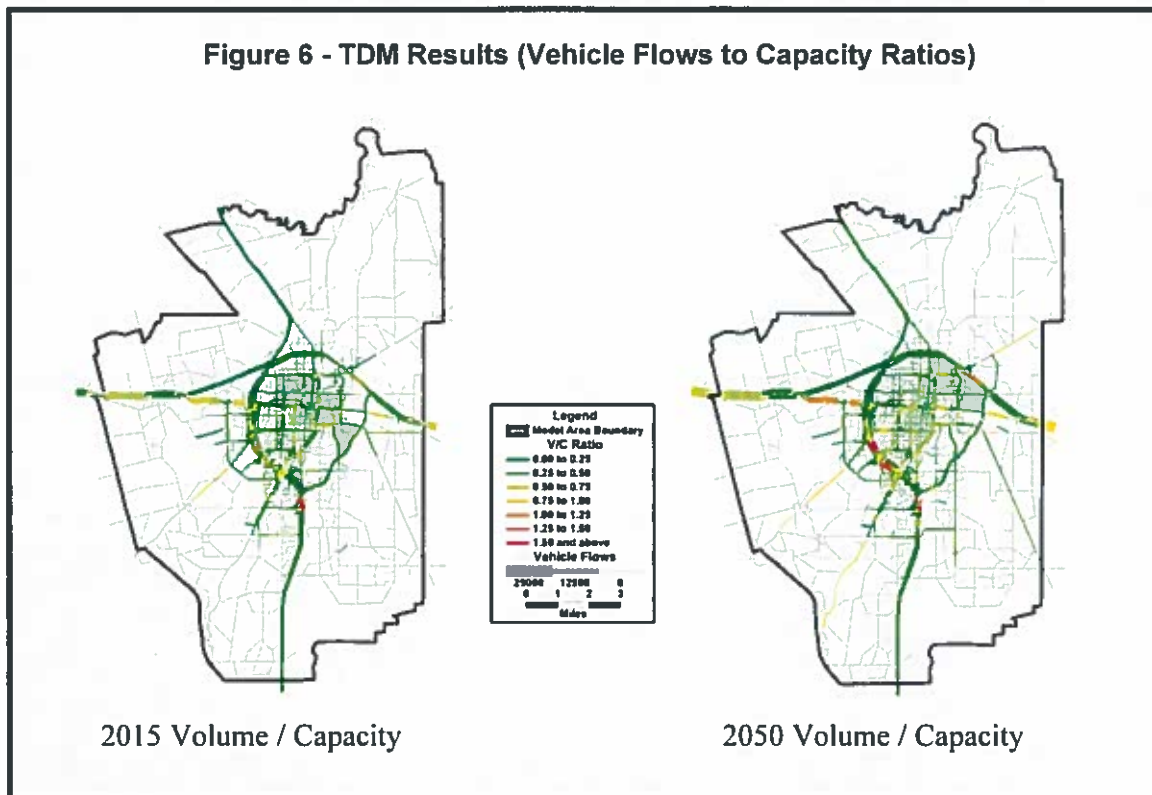 Figure 6 - TDM Results (Vehicle Flows to Capacity Ratios)
Legend
Model Area Boundary
V/C Ratio
0.00 to 0.25
0.25 to 0.50
0.50 to 0.75
0.75 to 1.00
1.00 to 1.25
1.25 to 1.50
1.50 and above
Vehicle Flows
25000 12500 0
0 1 2 3
Miles
2015 Volume / Capacity
2050 Volume / Capacity